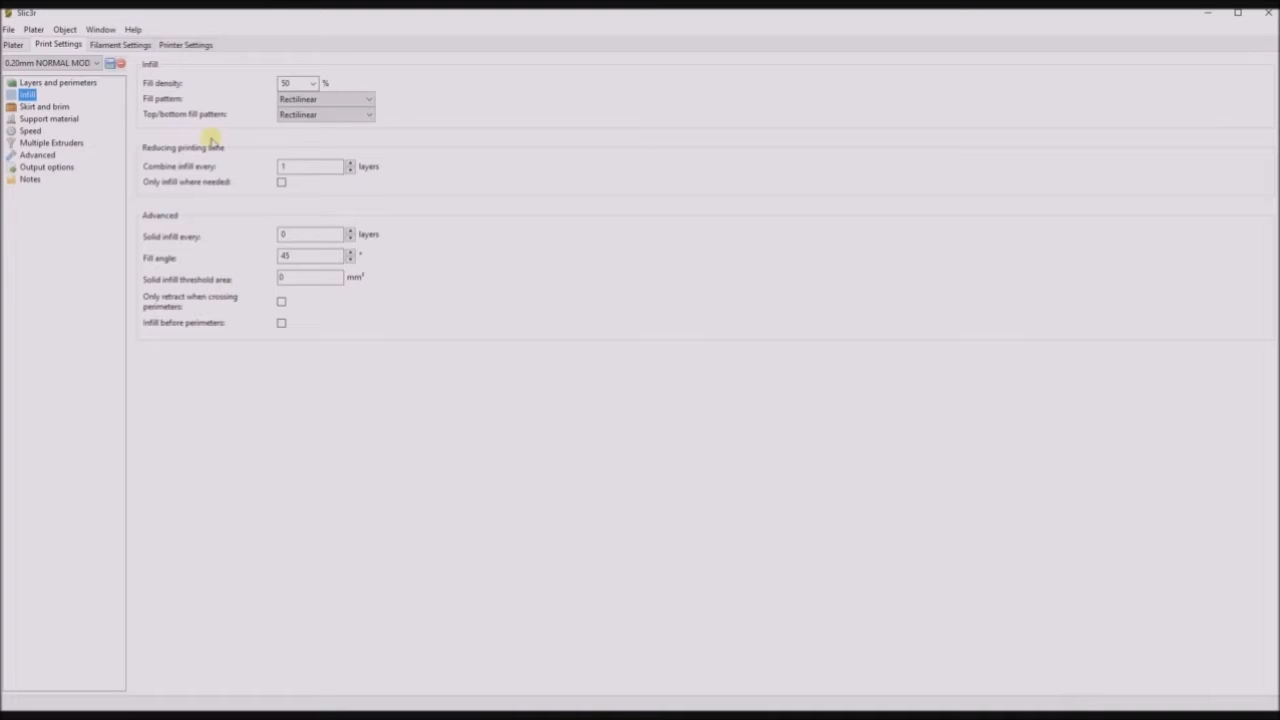 Slic3r
File Plater Object Window Help
Plater Print Settings Filament Settings Printer Settings
0.20mm NORMAL MOD
Layers and perimeters
Infill
Skirt and brim
Support material
Speed
Multiple Extruders
Advanced
Output options
Notes
Infill
Fill density: 50 %
Fill pattern: Rectilinear
Top/bottom fill pattern: Rectilinear
Reducing printing time
Combine infill every: 1 layers
Only infill where needed:
Advanced
Solid infill every: 0 layers
Fill angle: 45 °
Solid infill threshold area: 0 mm²
Only retract when crossing
perimeters:
Infill before perimeters: